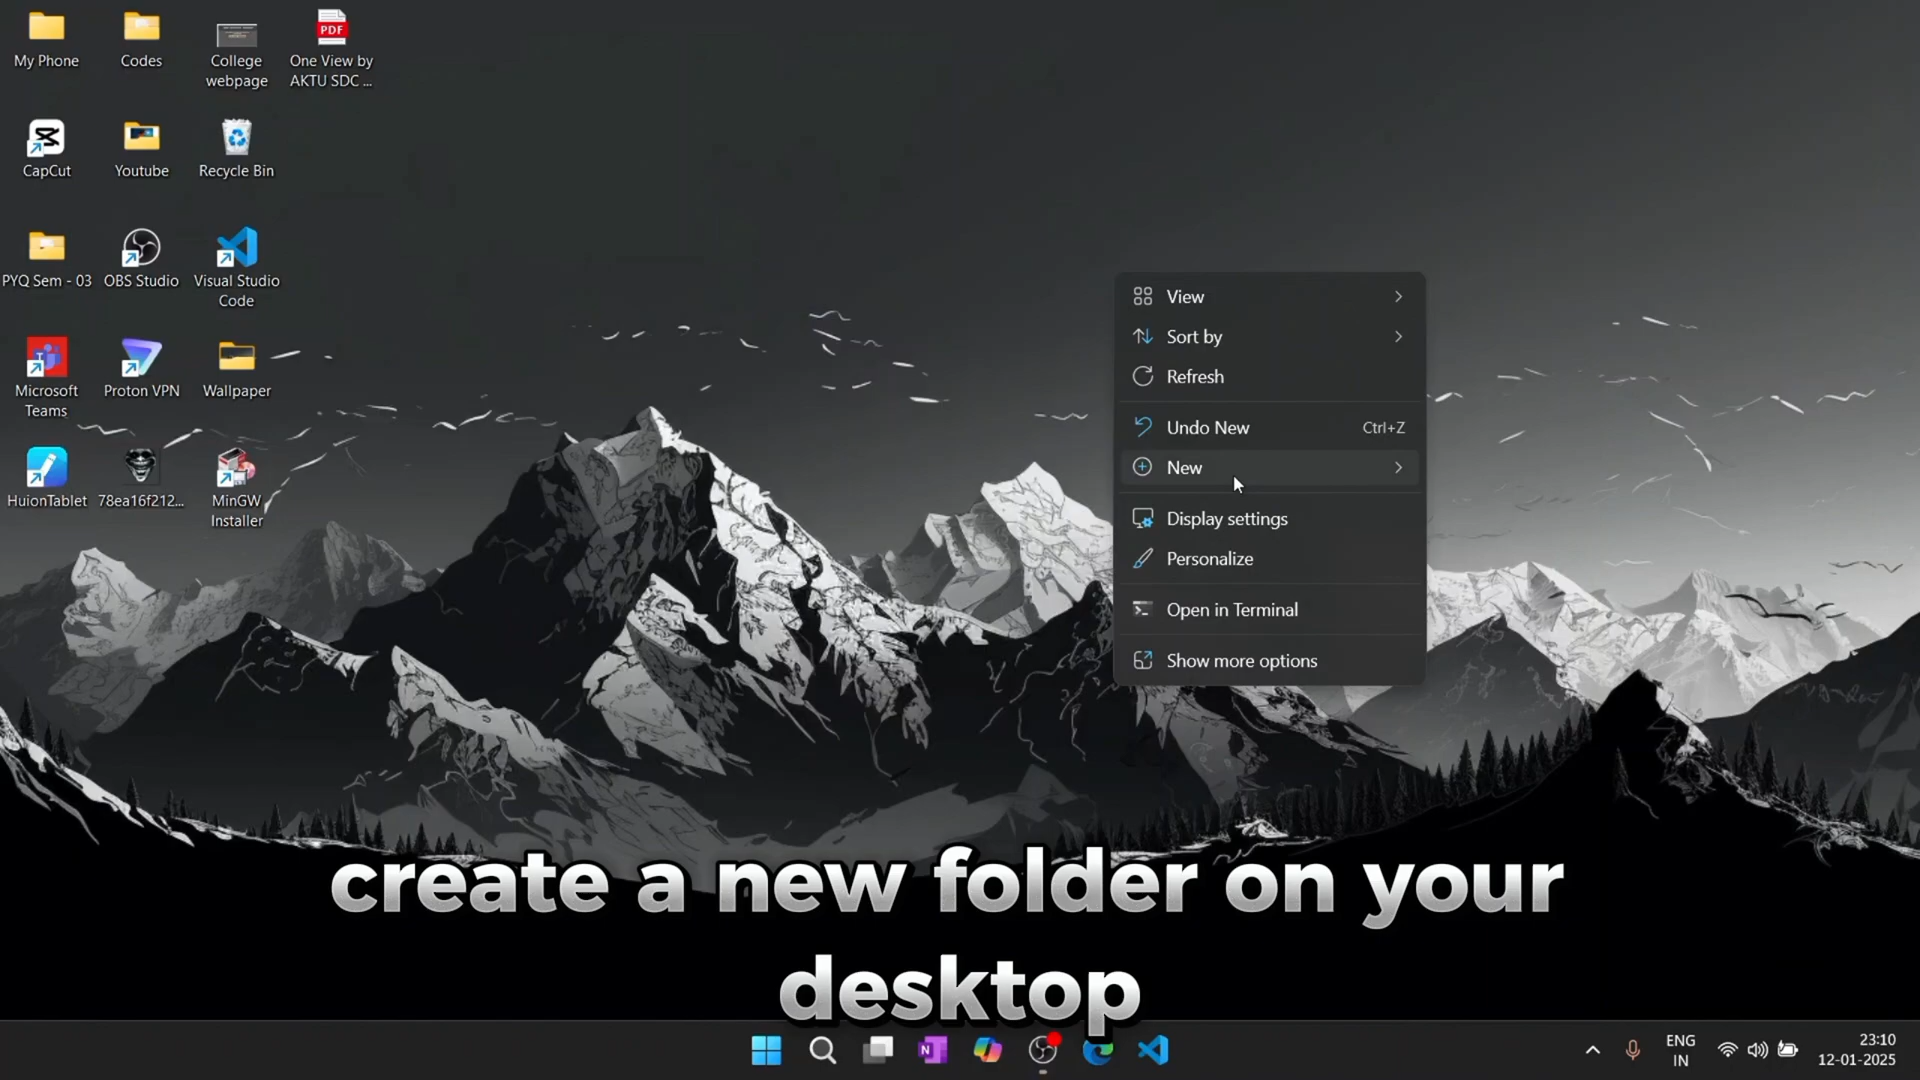 My Phone
Codes
College
webpage
One View by
AKTU SDC ...
PDF
CapCut
Youtube
Recycle Bin
PYQ Sem - 03
OBS Studio
Visual Studio
Code
Microsoft
Teams
Proton VPN
Wallpaper
HuionTablet
78ea16f212...
MinGW
Installer
View
Sort by
Refresh
Undo New Ctrl+Z
New
Display settings
Personalize
Open in Terminal
Show more options
create a new folder on your
desktop
ENG
IN
23:10
12-01-2025